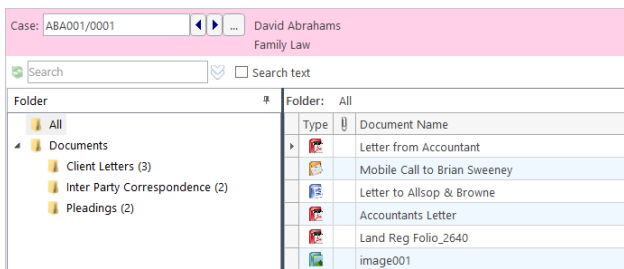 Case: ABA001/0001 ... David Abrahams
Family Law
Search Search text
Folder Folder: All
All Type Document Name
Documents Letter from Accountant
Client Letters (3) Mobile Call to Brian Sweeney
Inter Party Correspondence (2) Letter to Allsop & Browne
Pleadings (2) Accountants Letter
Land Reg Folio_2640
image001